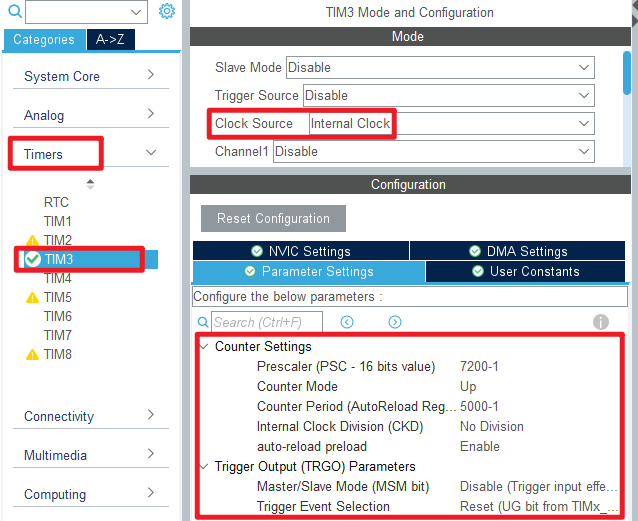 Categories
A->Z
System Core
Analog
Timers
RTC
TIM1
TIM2
TIM3
TIM4
TIM5
TIM6
TIM7
TIM8
Connectivity
Multimedia
Computing
TIM3 Mode and Configuration
Mode
Slave Mode Disable
Trigger Source Disable
Clock Source Internal Clock
Channel1 Disable
Configuration
Reset Configuration
NVIC Settings
DMA Settings
Parameter Settings
User Constants
Configure the below parameters :
Search (Ctrl+F)
Counter Settings
Prescaler (PSC - 16 bits value) 7200-1
Counter Mode Up
Counter Period (AutoReload Reg... 5000-1
Internal Clock Division (CKD) No Division
auto-reload preload Enable
Trigger Output (TRGO) Parameters
Master/Slave Mode (MSM bit) Disable (Trigger input effe...
Trigger Event Selection Reset (UG bit from TIMx_...